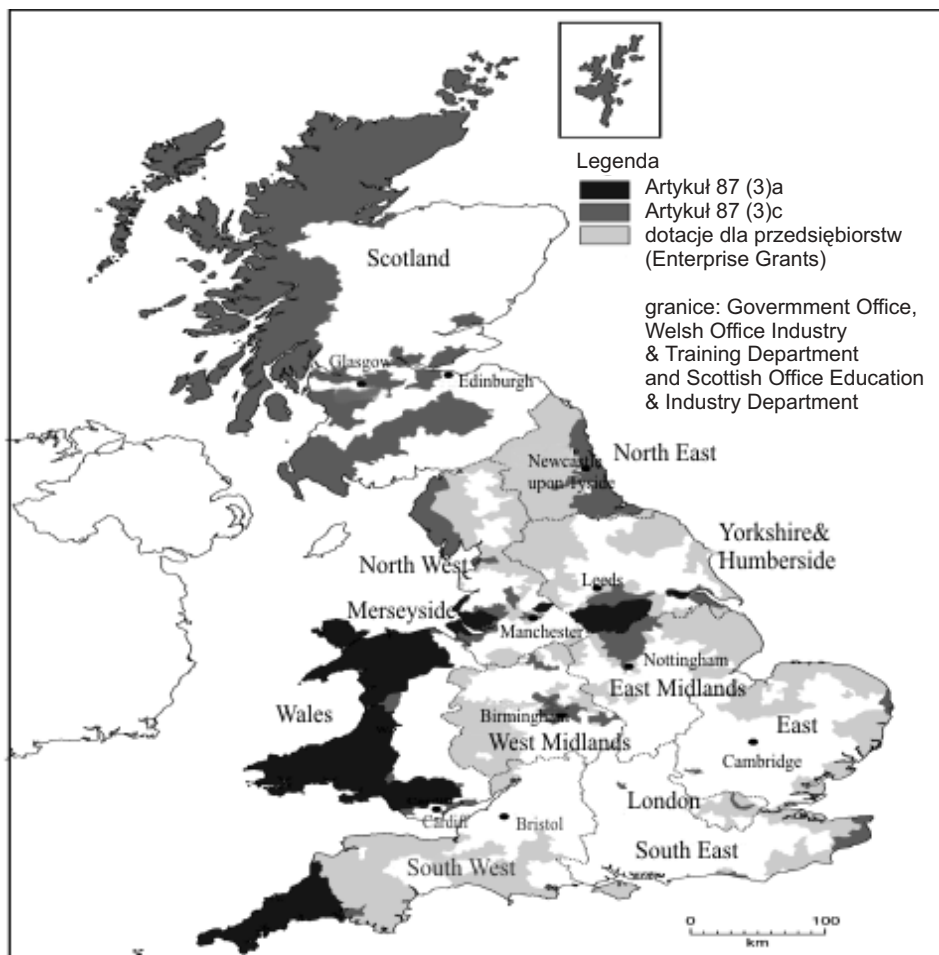 Legenda
Artykuł 87 (3)a
Artykuł 87 (3)c
dotacje dla przedsiębiorstw
(Enterprise Grants)
granice: Governmment Office,
Welsh Office Industry
& Training Department
and Scottish Office Education
& Industry Department
Scotland
Glasgow
Edinburgh
North East
Newcastle
upon Tyside
Yorkshire&
Humberside
North West
Leeds
Merseyside
Manchester
Nottingham
East Midlands
Wales
Birmingham
West Midlands
East
Cambridge
London
Cardiff
Bristol
South East
South West
0 100
km